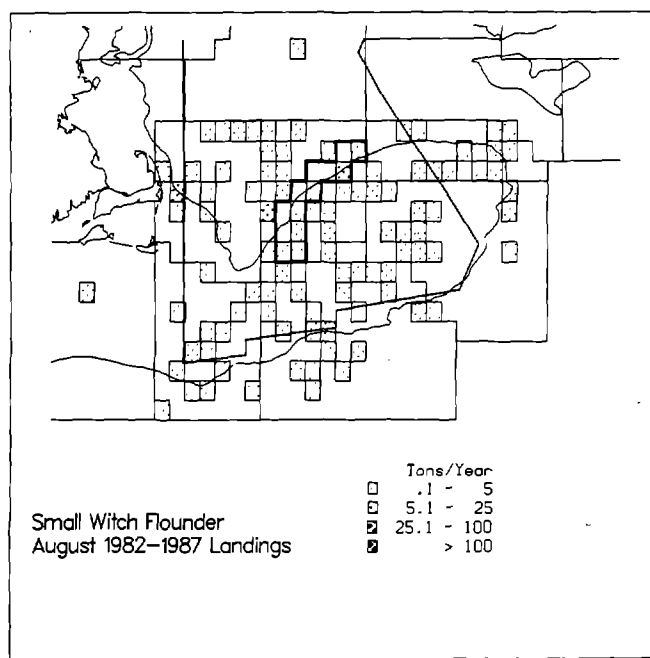 Tons/Year
.1 - 5
5.1 - 25
25.1 - 100
> 100
Small Witch Flounder
August 1982-1987 Landings